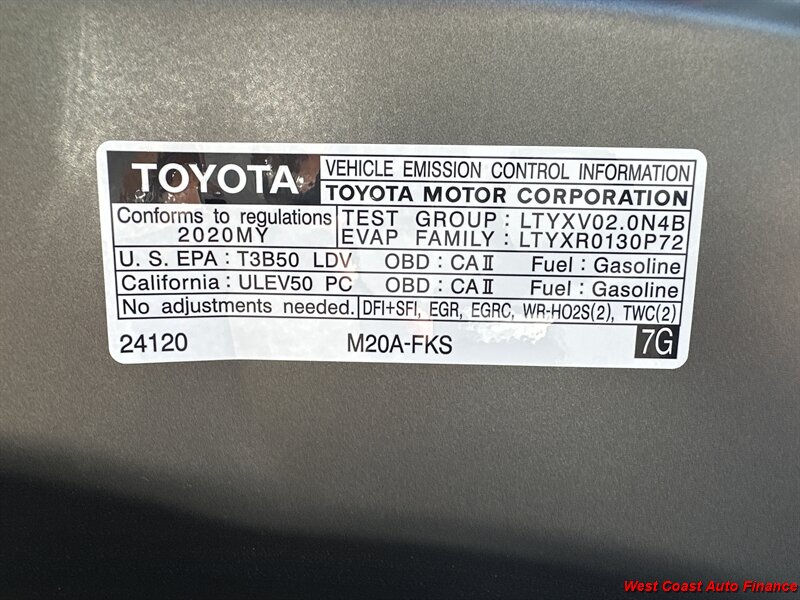 TOYOTA
VEHICLE EMISSION CONTROL INFORMATION
TOYOTA MOTOR CORPORATION
Conforms to regulations
2020MY
TEST GROUP : LTYXV02.0N4B
EVAP FAMILY : LTYXR0130P72
U. S. EPA : T3B50 LDV OBD : CAⅡ Fuel : Gasoline
California : ULEV50 PC OBD : CAⅡ Fuel : Gasoline
No adjustments needed. DFI+SFI, EGR, EGRC, WR-HO2S(2), TWC(2)
24120 M20A-FKS 7G
West Coast Auto Finance